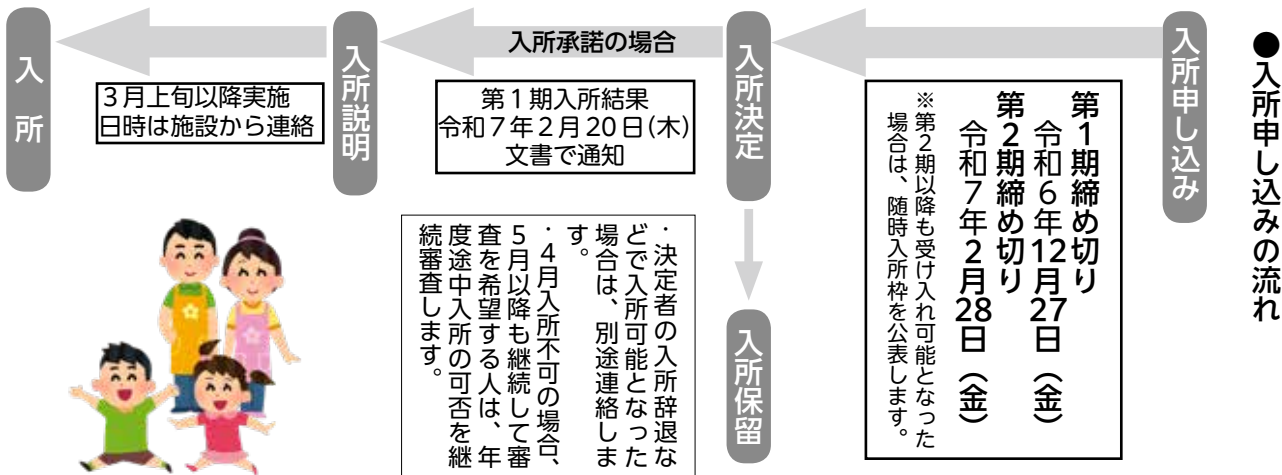 ●入所申し込みの流れ
入所申し込み
第1期締め切り
令和6年12月27日（金）
第2期締め切り
令和7年2月28日（金）
※第2期以降も受け入れ可能となった
場合は、随時入所枠を公表します。
入所決定
入所承諾の場合
第1期入所結果
令和7年2月20日(木)
文書で通知
入所保留
・決定者の入所辞退な
どで入所可能となった
場合は、別途連絡しま
す。
・4月入所不可の場合、
5月以降も継続して審
査を希望する人は、年
度途中入所の可否を継
続審査します。
入所説明
3月上旬以降実施
日時は施設から連絡
入所